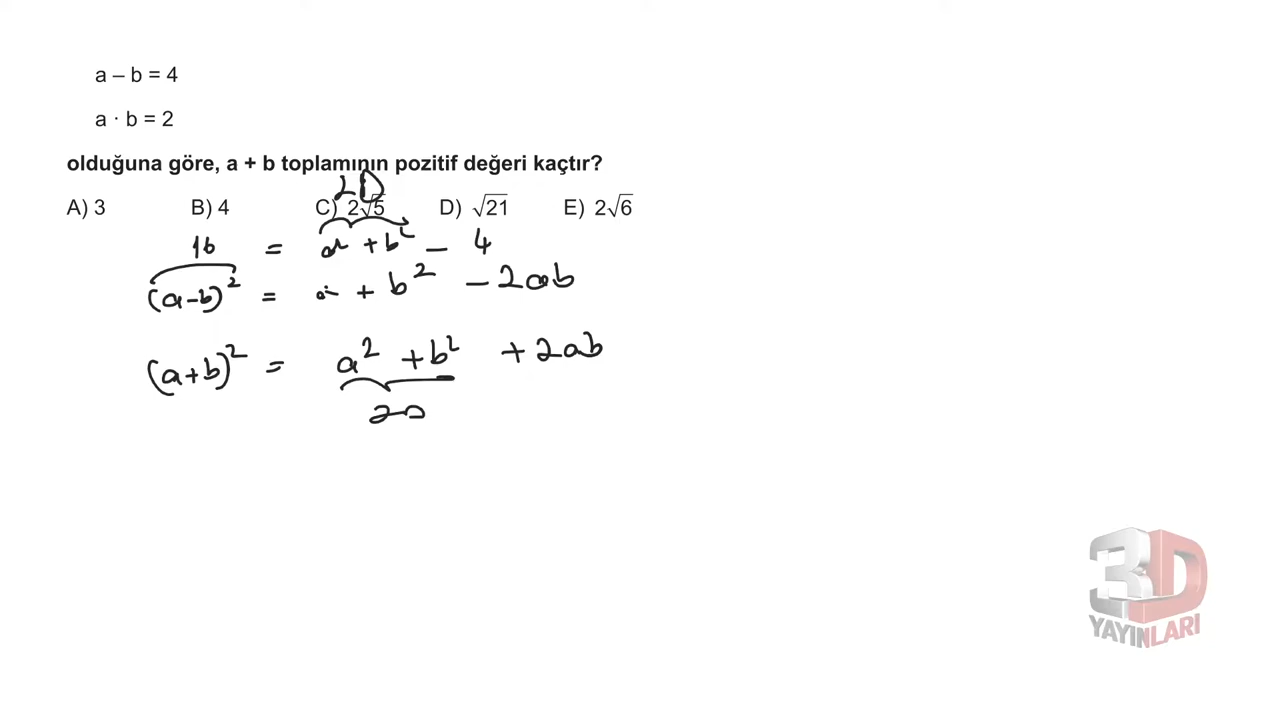 a – b = 4
a · b = 2
olduğuna göre, a + b toplamının pozitif değeri kaçtır?
20
A) 3 B) 4 C) 2√5 D) √21 E) 2√6
16 = a² + b² – 4
(a–b)² = a² + b² – 2ab
(a+b)² = a² + b² + 2ab
20
3D
YAYINLARI